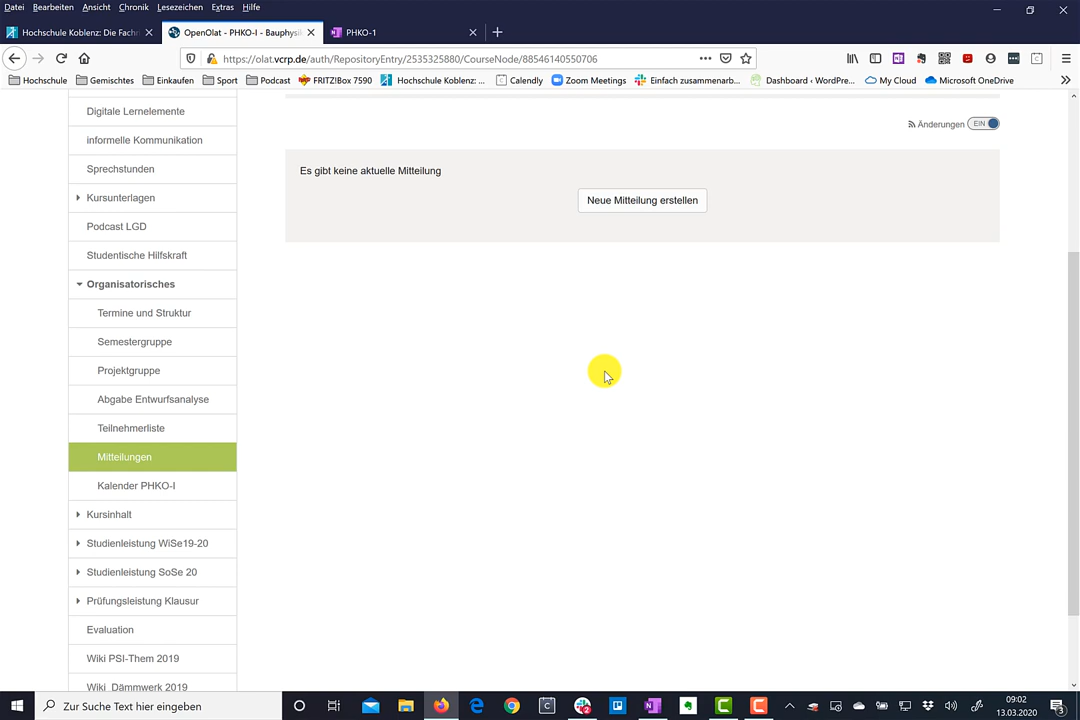 Datei Bearbeiten Ansicht Chronik Lesezeichen Extras Hilfe
Hochschule Koblenz: Die Fachh
OpenOlat - PHKO-I - Bauphysik
PHKO-1
https://olat.vcrp.de/auth/RepositoryEntry/2535325880/CourseNode/88546140550706
Hochschule Gemischtes Einkaufen Sport Podcast FRITZ!Box 7590 Hochschule Koblenz: ... Calendly Zoom Meetings Einfach zusammenarb... Dashboard ‹ WordPre... My Cloud Microsoft OneDrive
Digitale Lernelemente
Änderungen EIN
informelle Kommunikation
Sprechstunden
Es gibt keine aktuelle Mitteilung
Kursunterlagen
Neue Mitteilung erstellen
Podcast LGD
Studentische Hilfskraft
Organisatorisches
Termine und Struktur
Semestergruppe
Projektgruppe
Abgabe Entwurfsanalyse
Teilnehmerliste
Mitteilungen
Kalender PHKO-I
Kursinhalt
Studienleistung WiSe19-20
Studienleistung SoSe 20
Prüfungsleistung Klausur
Evaluation
Wiki PSI-Them 2019
Wiki Dämmwerk 2019
Zur Suche Text hier eingeben
09:02
13.03.2020